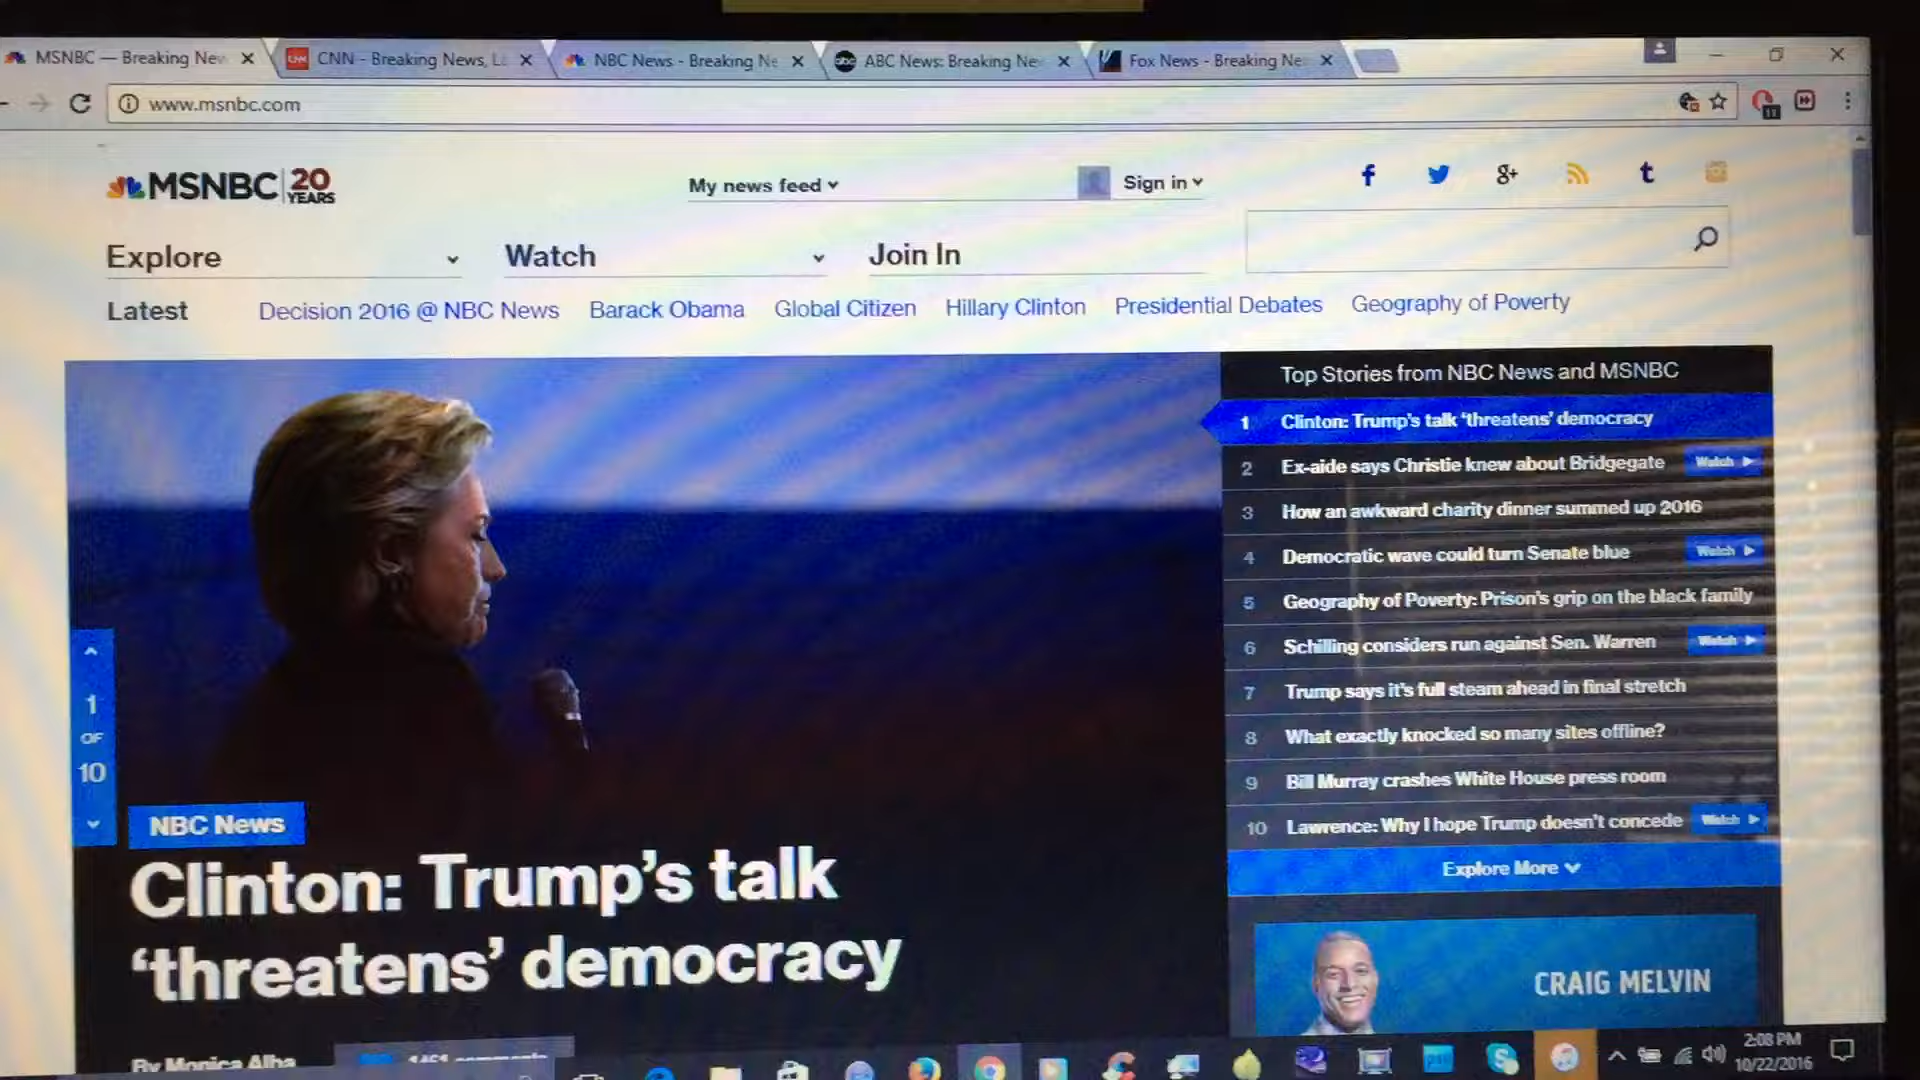 MSNBC — Breaking New
CNN - Breaking News, L
NBC News - Breaking Ne
ABC News: Breaking Ne
Fox News - Breaking Ne
www.msnbc.com
MSNBC 20 YEARS
My news feed
Sign in
Explore
Watch
Join In
Latest
Decision 2016 @ NBC News
Barack Obama
Global Citizen
Hillary Clinton
Presidential Debates
Geography of Poverty
1 OF 10
NBC News
Clinton: Trump's talk
‘threatens’ democracy
By Monica Alba
Top Stories from NBC News and MSNBC
1 Clinton: Trump's talk ‘threatens’ democracy
2 Ex-aide says Christie knew about Bridgegate Watch
3 How an awkward charity dinner summed up 2016
4 Democratic wave could turn Senate blue Watch
5 Geography of Poverty: Prison's grip on the black family
6 Schilling considers run against Sen. Warren Watch
7 Trump says it's full steam ahead in final stretch
8 What exactly knocked so many sites offline?
9 Bill Murray crashes White House press room
10 Lawrence: Why I hope Trump doesn't concede Watch
Explore More
CRAIG MELVIN
2:08 PM
10/22/2016